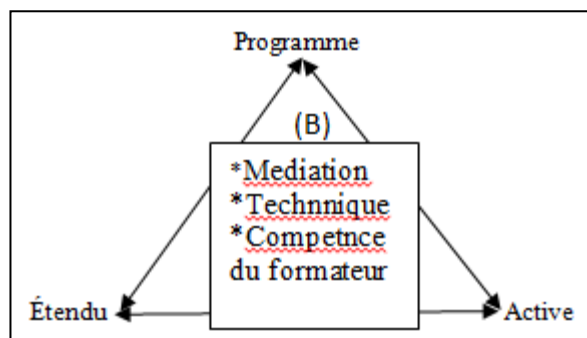 Programme
(B)
*Mediation
*Technnique
*Competnce
du formateur
Étendu
Active